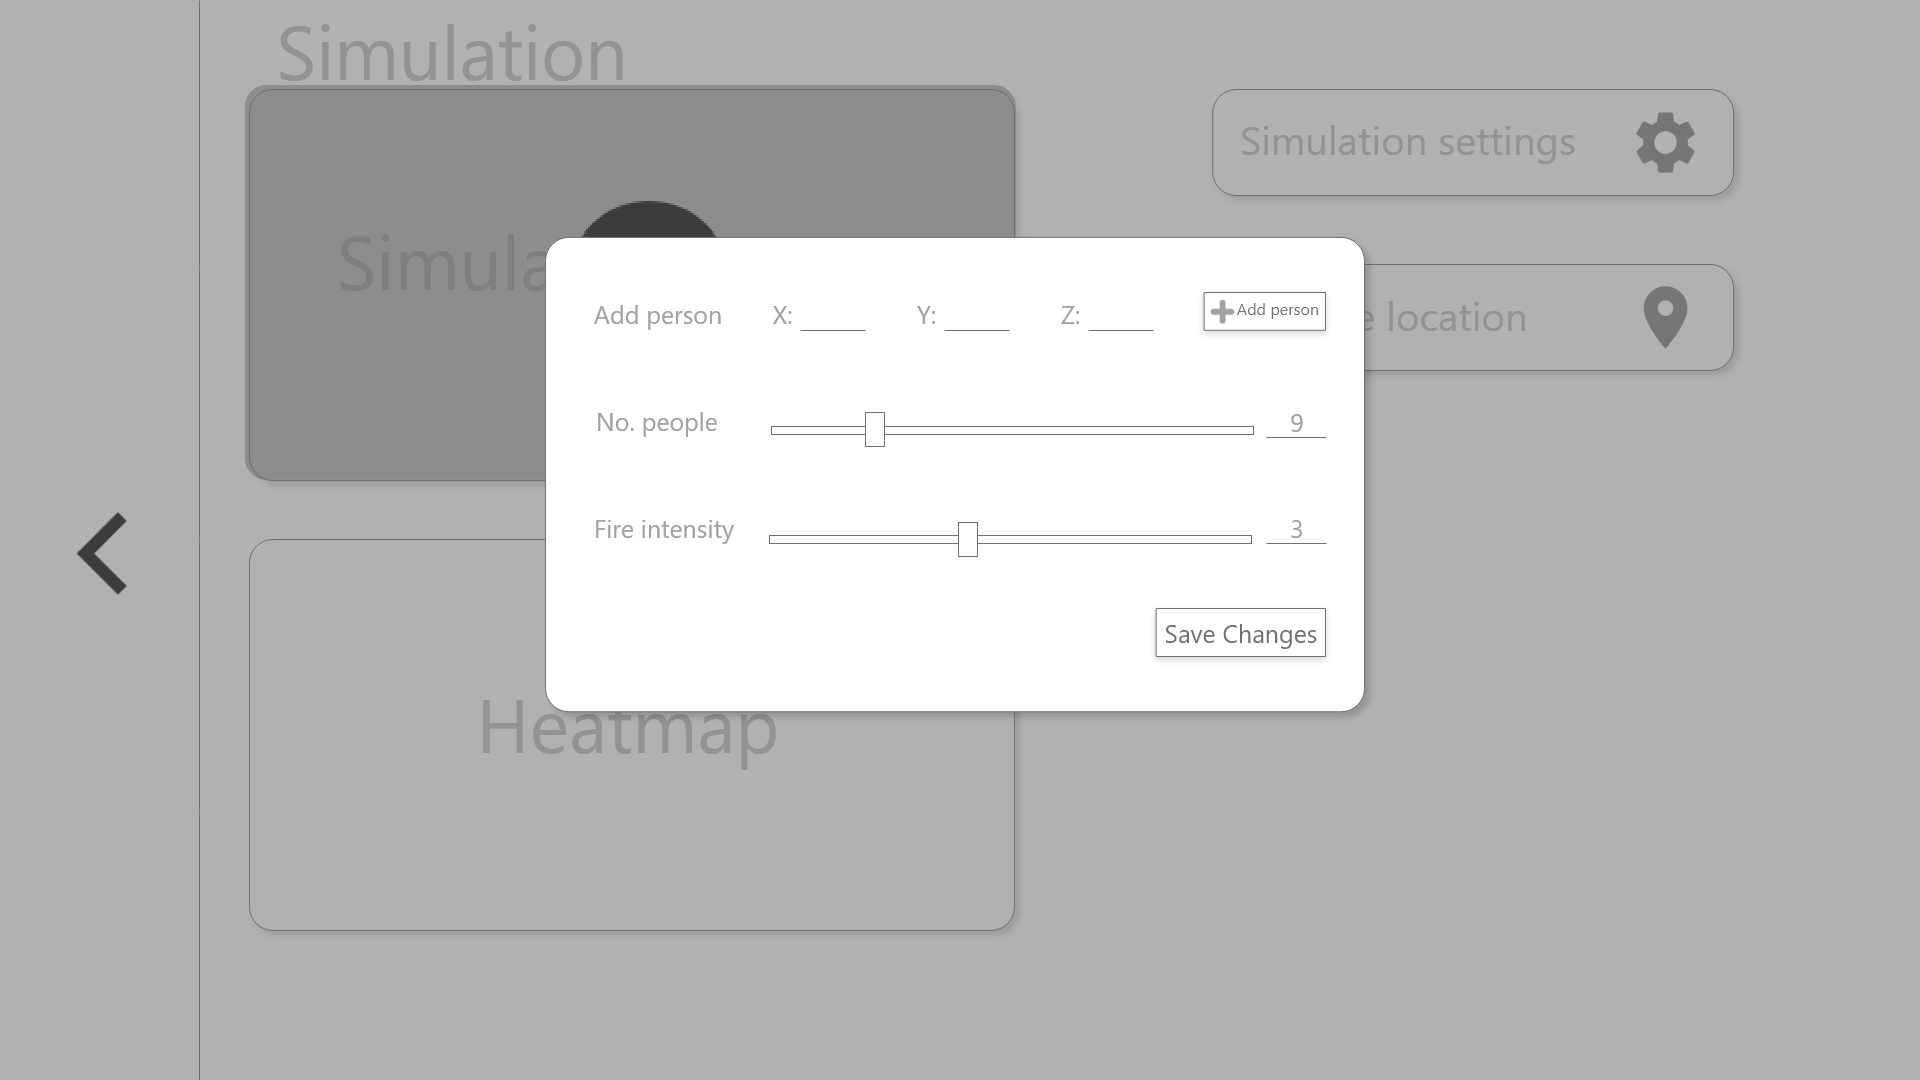 Simulation
Simulation settings
Simula
e location
Add person X: Y: Z: Add person
No. people 9
Fire intensity 3
Save Changes
Heatmap